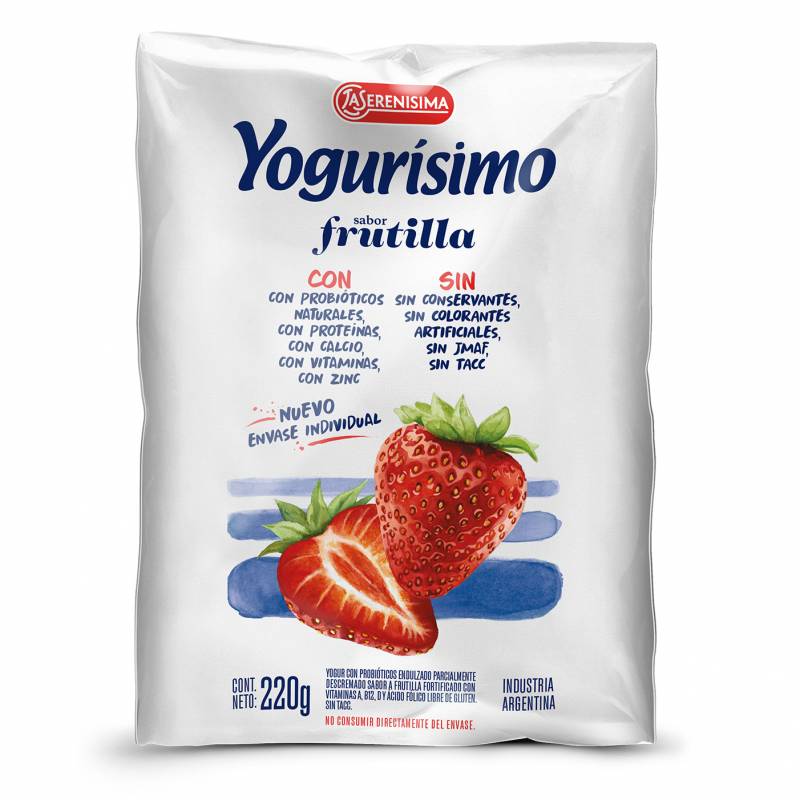 LASERENISIMA
Yogurísimo
sabor
frutilla
CON
CON PROBIÓTICOS
NATURALES,
CON PROTEÍNAS,
CON CALCIO,
CON VITAMINAS,
CON ZINC
SIN
SIN CONSERVANTES,
SIN COLORANTES
ARTIFICIALES,
SIN JMAF,
SIN TACC
NUEVO
ENVASE INDIVIDUAL
CONT.
NETO: 220g
YOGUR CON PROBIÓTICOS ENDULZADO PARCIALMENTE
DESCREMADO SABOR A FRUTILLA FORTIFICADO CON
VITAMINAS A, B12, D Y ÁCIDO FÓLICO LIBRE DE GLUTEN.
SIN TACC.
NO CONSUMIR DIRECTAMENTE DEL ENVASE.
INDUSTRIA
ARGENTINA